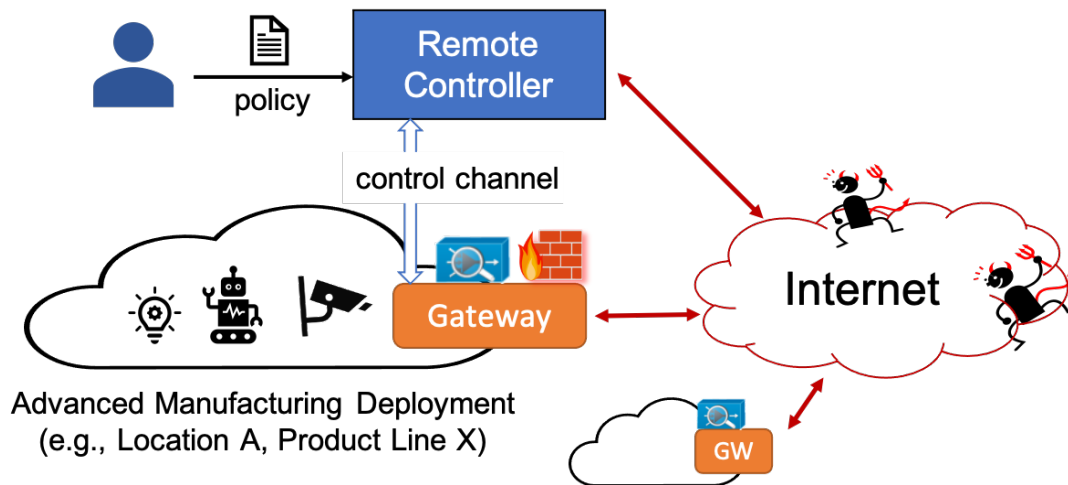 Remote
Controller
policy
control channel
Gateway
Internet
Advanced Manufacturing Deployment
(e.g., Location A, Product Line X)
GW